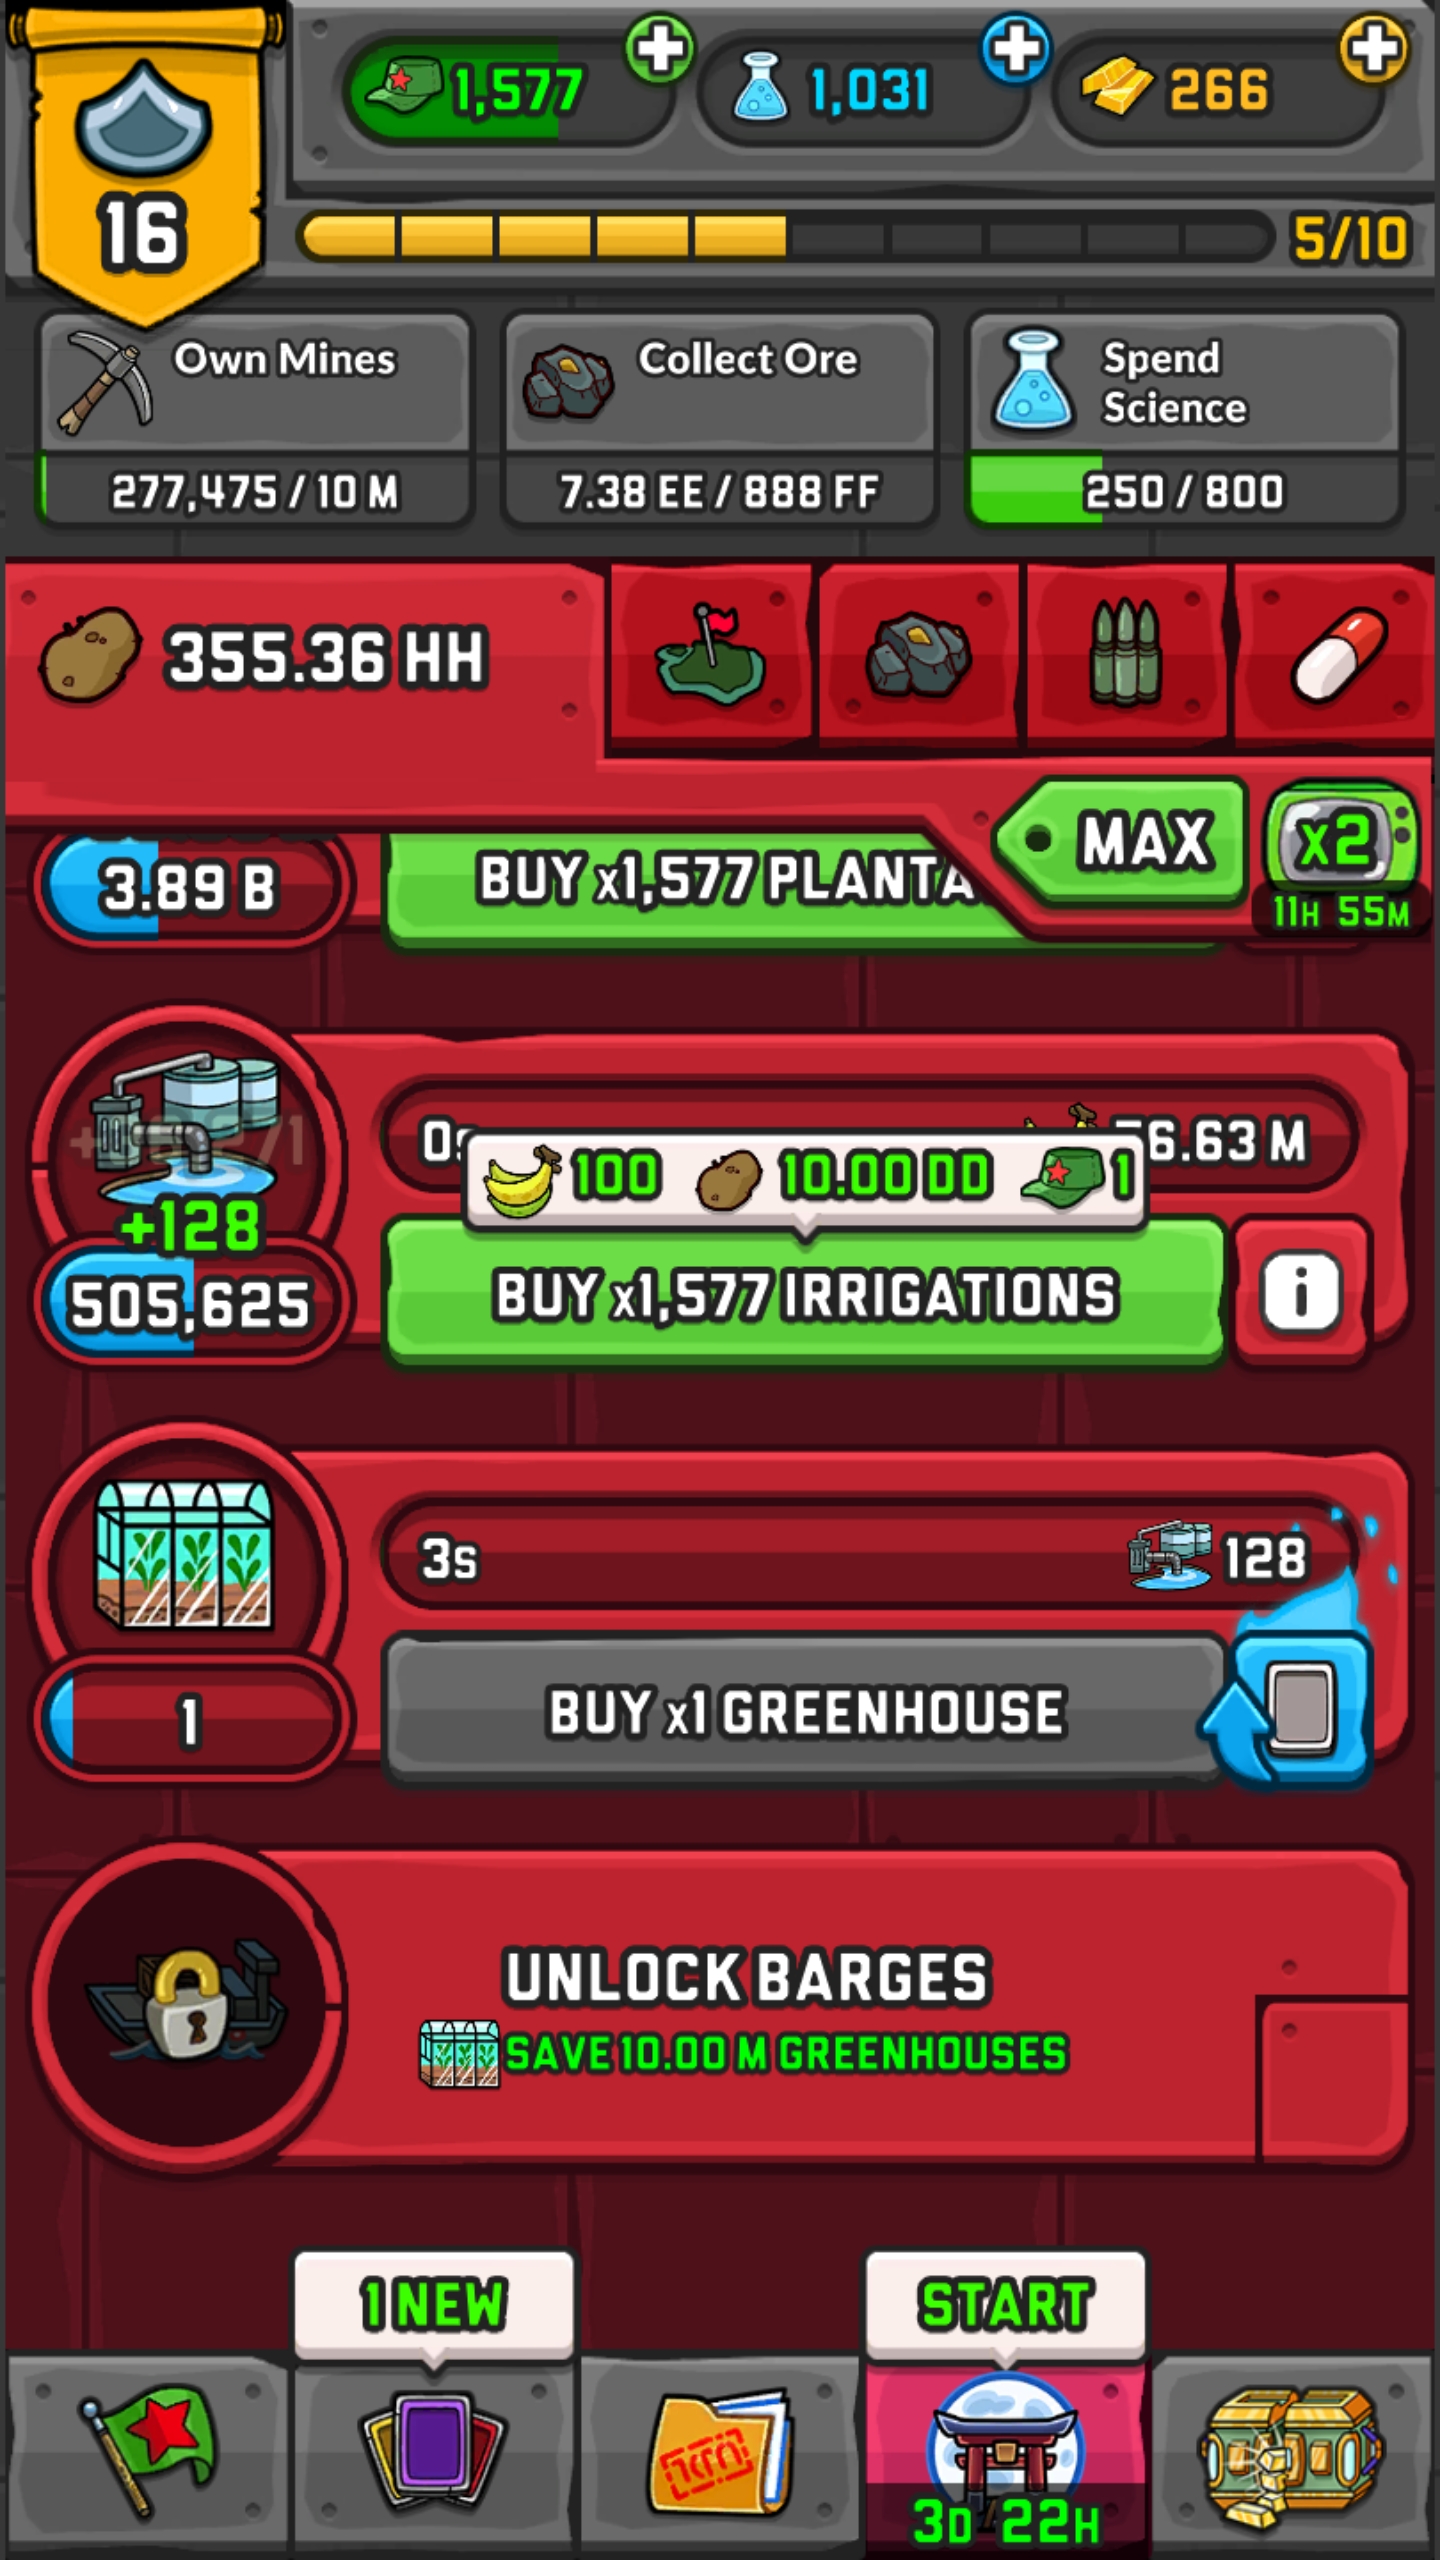 1,577
1,031
266
16
5/10
Own Mines
277,475 / 10 M
Collect Ore
7.38 EE / 888 FF
Spend
Science
250 / 800
355.36 HH
MAX
x2
11H 55M
3.89 B
BUY x1,577 PLANTA
0s
6.63 M
100
10.00 DD
1
+128
505,625
BUY x1,577 IRRIGATIONS
i
3s
128
1
BUY x1 GREENHOUSE
UNLOCK BARGES
SAVE 10.00 M GREENHOUSES
1 NEW
START
3D 22H